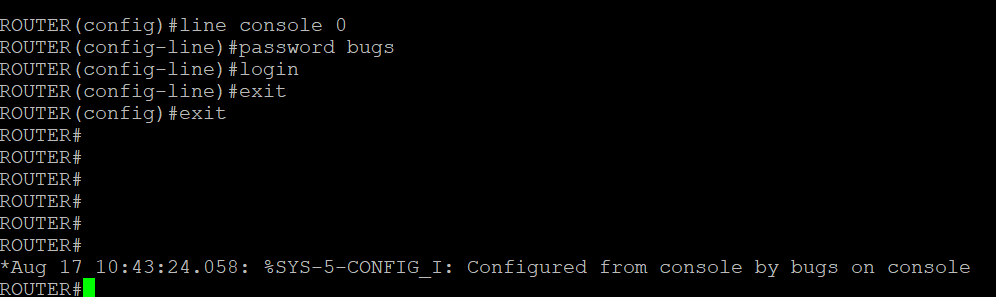 ROUTER(config)#line console 0
ROUTER(config-line)#password bugs
ROUTER(config-line)#login
ROUTER(config-line)#exit
ROUTER(config)#exit
ROUTER#
ROUTER#
ROUTER#
ROUTER#
ROUTER#
ROUTER#
*Aug 17 10:43:24.058: %SYS-5-CONFIG_I: Configured from console by bugs on console
ROUTER#